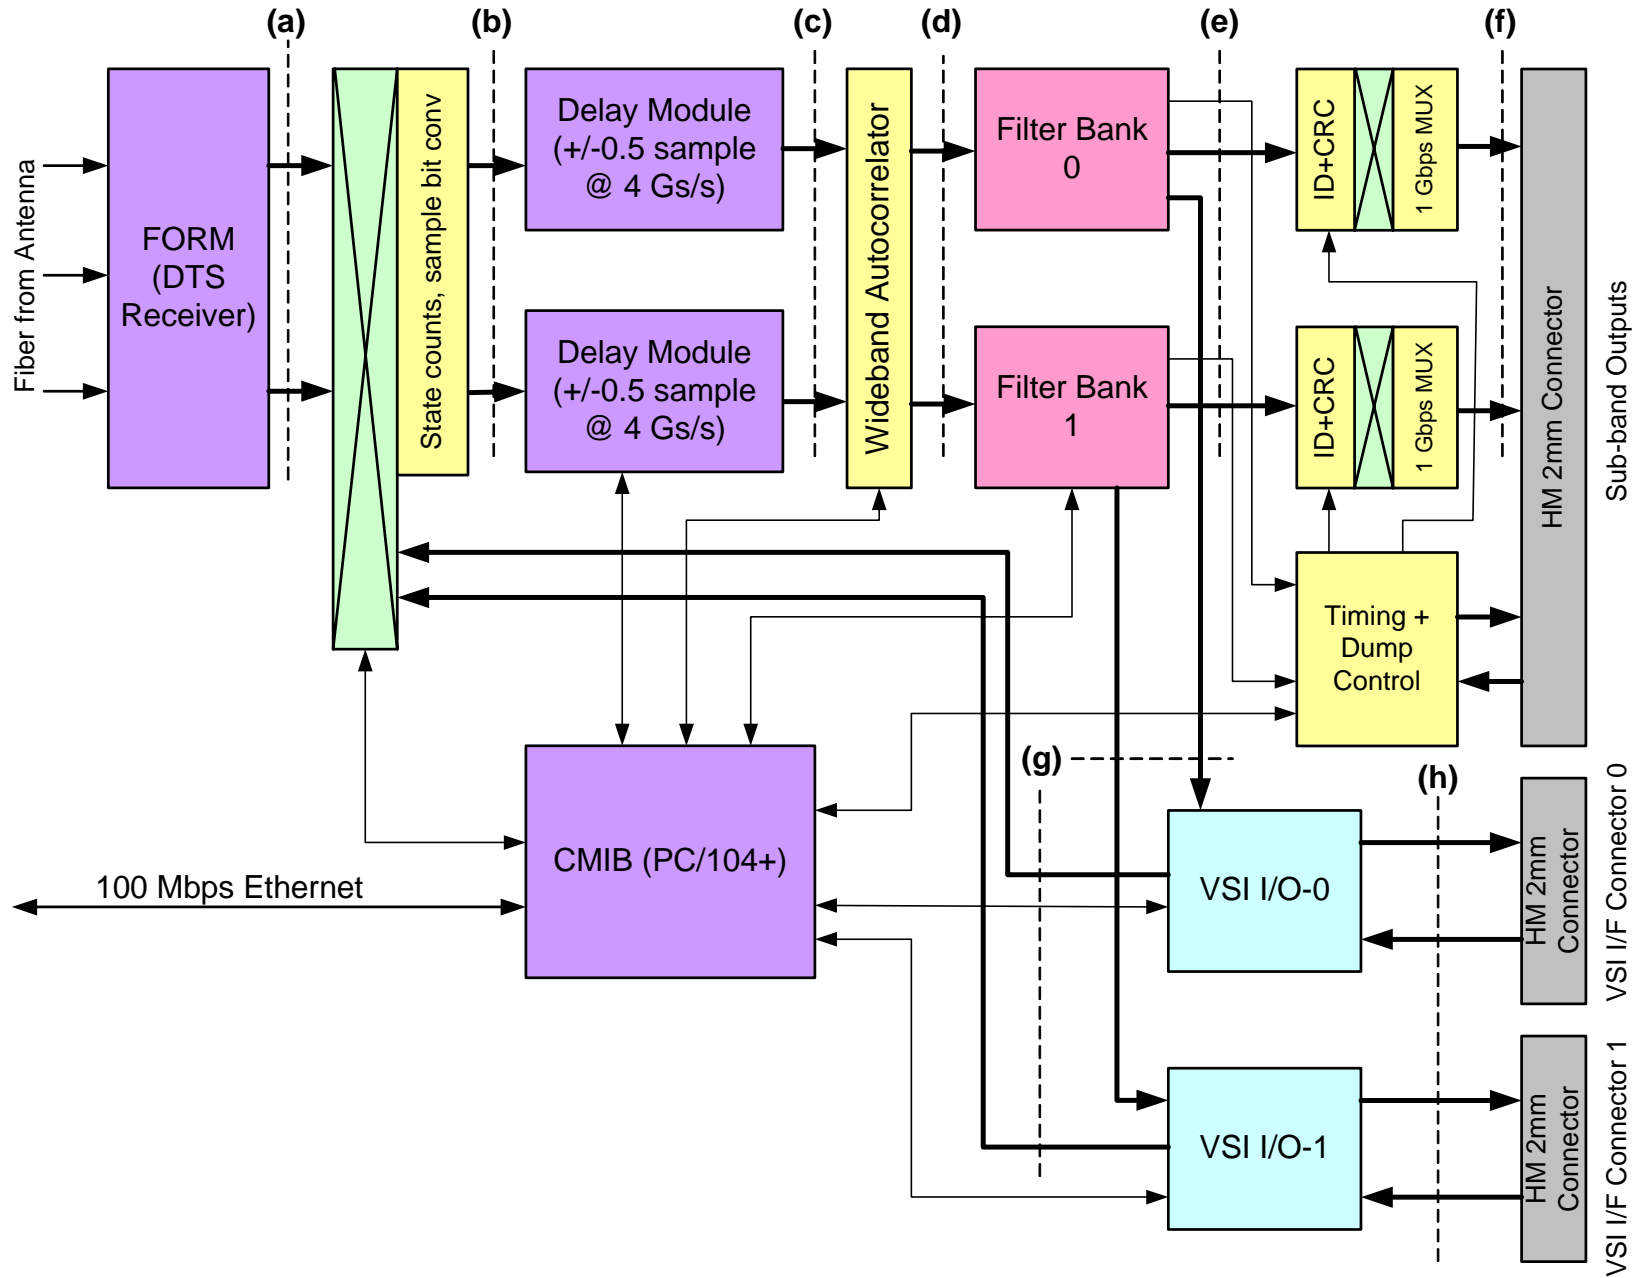 (a)
(b)
(c)
(d)
(e)
(f)
Fiber from Antenna
FORM
(DTS
Receiver)
State counts, sample bit conv
Delay Module
(+/-0.5 sample
@ 4 Gs/s)
Delay Module
(+/-0.5 sample
@ 4 Gs/s)
Wideband Autocorrelator
Filter Bank
0
Filter Bank
1
ID+CRC
1 Gbps MUX
ID+CRC
1 Gbps MUX
HM 2mm Connector
Sub-band Outputs
Timing +
Dump
Control
(g)
(h)
CMIB (PC/104+)
100 Mbps Ethernet
VSI I/O-0
HM 2mm
Connector
VSI I/F Connector 0
VSI I/O-1
HM 2mm
Connector
VSI I/F Connector 1